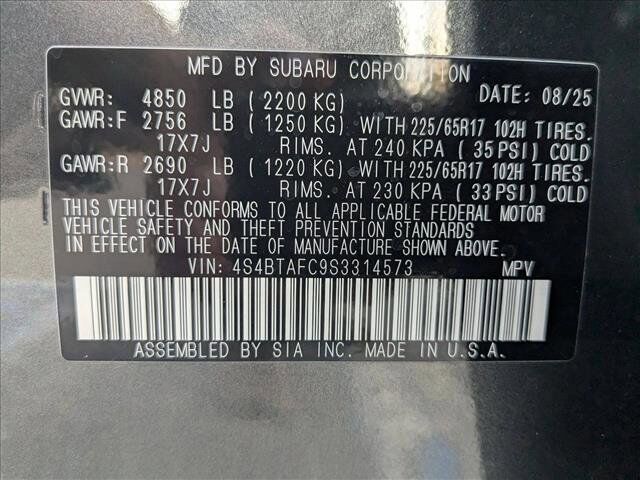 MFD BY SUBARU CORPORATION
GVWR: 4850 LB (2200 KG) DATE: 08/25
GAWR:F 2756 LB (1250 KG) WITH 225/65R17 102H TIRES.
17X7J RIMS. AT 240 KPA (35 PSI) COLD
GAWR:R 2690 LB (1220 KG) WITH 225/65R17 102H TIRES.
17X7J RIMS. AT 230 KPA (33 PSI) COLD
THIS VEHICLE CONFORMS TO ALL APPLICABLE FEDERAL MOTOR
VEHICLE SAFETY AND THEFT PREVENTION STANDARDS
IN EFFECT ON THE DATE OF MANUFACTURE SHOWN ABOVE.
VIN: 4S4BTAFC9S3314573 MPV
ASSEMBLED BY SIA INC. MADE IN U.S.A.